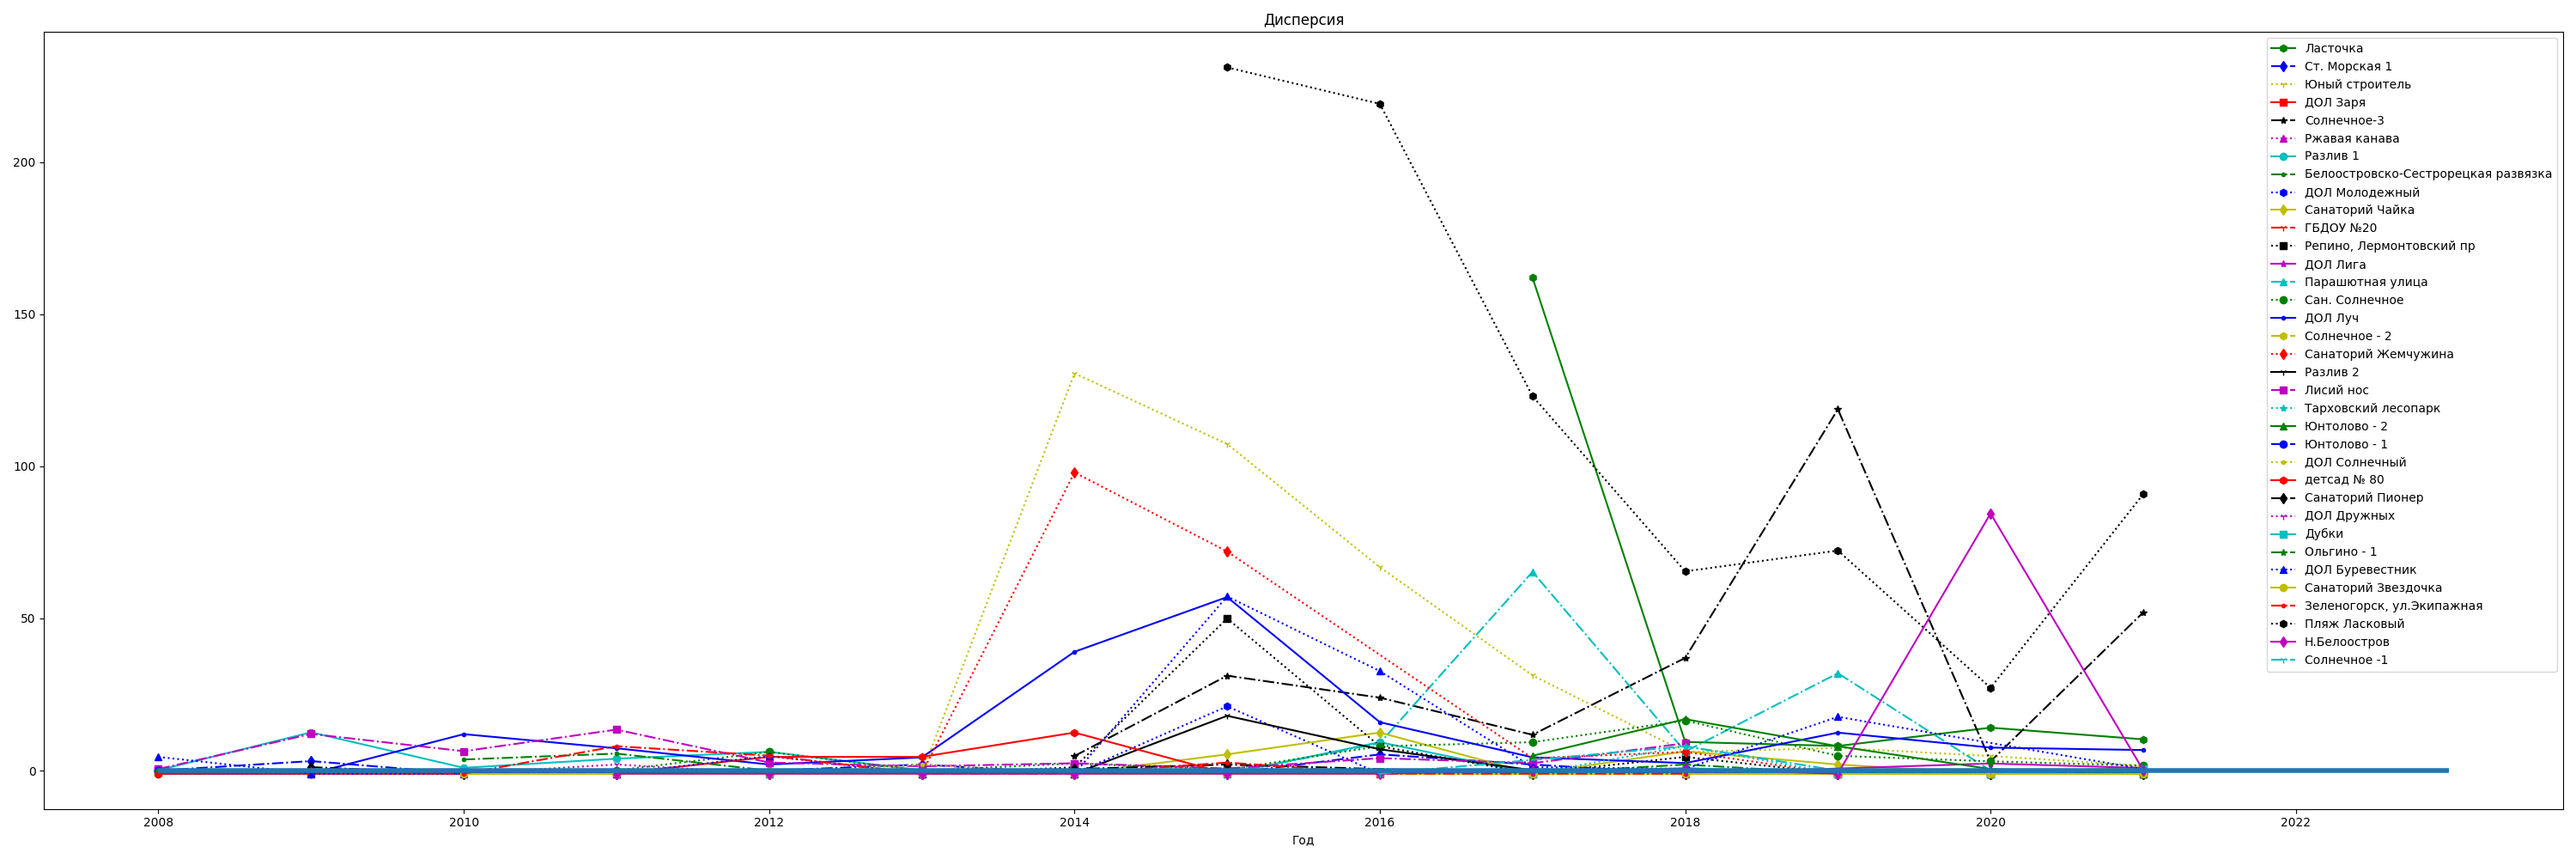 Дисперсия
200
150
100
50
0
2008
2010
2012
2014
2016
2018
2020
2022
Год
Ласточка
Ст. Морская 1
Юный строитель
ДОЛ Заря
Солнечное-3
Ржавая канава
Разлив 1
Белоостровско-Сестрорецкая развязка
ДОЛ Молодежный
Санаторий Чайка
ГБДОУ №20
Репино, Лермонтовский пр
ДОЛ Лига
Парашютная улица
Сан. Солнечное
ДОЛ Луч
Солнечное - 2
Санаторий Жемчужина
Разлив 2
Лисий нос
Тарховский лесопарк
Юнтолово - 2
Юнтолово - 1
ДОЛ Солнечный
детсад № 80
Санаторий Пионер
ДОЛ Дружных
Дубки
Ольгино - 1
ДОЛ Буревестник
Санаторий Звездочка
Зеленогорск, ул.Экипажная
Пляж Ласковый
Н.Белоостров
Солнечное -1